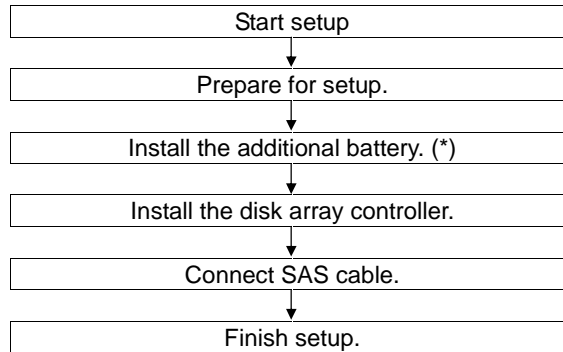 Start setup
Prepare for setup.
Install the additional battery. (*)
Install the disk array controller.
Connect SAS cable.
Finish setup.